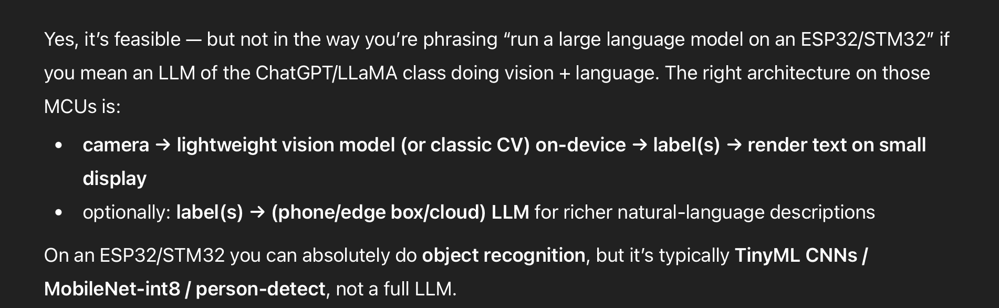 Yes, it’s feasible — but not in the way you’re phrasing “run a large language model on an ESP32/STM32” if
you mean an LLM of the ChatGPT/LLaMA class doing vision + language. The right architecture on those
MCUs is:
• camera → lightweight vision model (or classic CV) on-device → label(s) → render text on small
display
• optionally: label(s) → (phone/edge box/cloud) LLM for richer natural-language descriptions
On an ESP32/STM32 you can absolutely do object recognition, but it’s typically TinyML CNNs /
MobileNet-int8 / person-detect, not a full LLM.